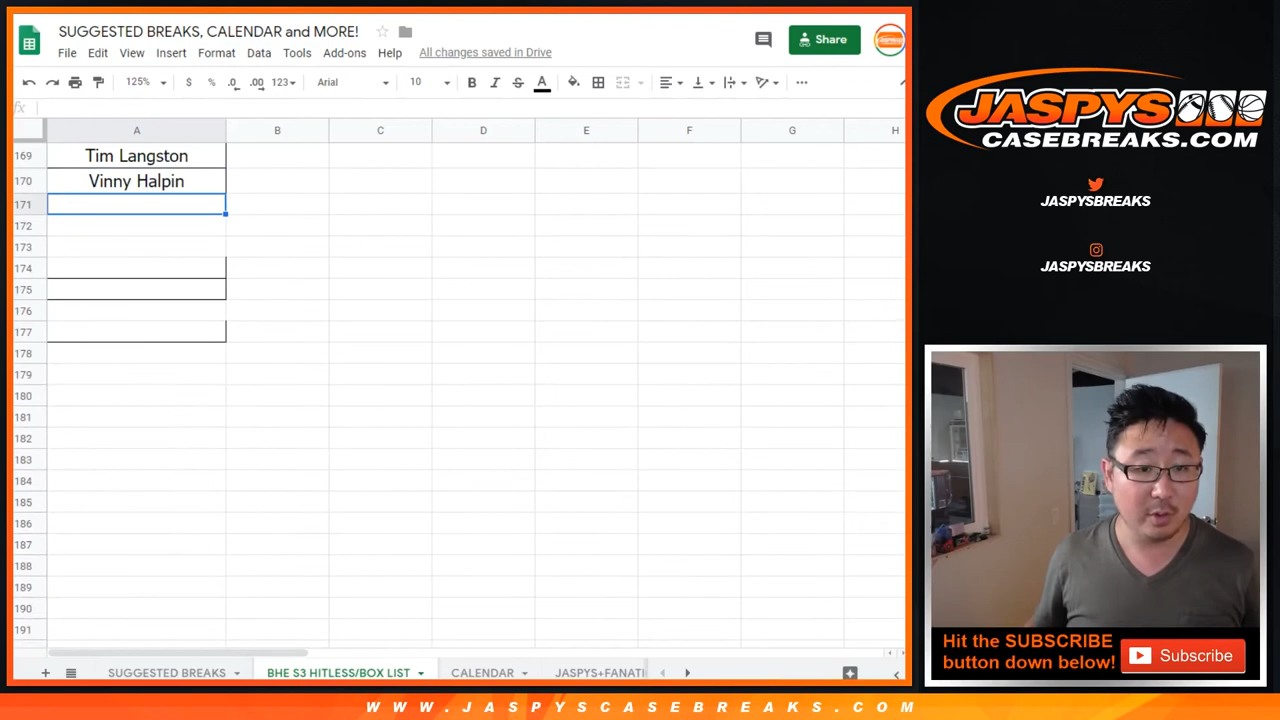 SUGGESTED BREAKS, CALENDAR and MORE!
File Edit View Insert Format Data Tools Add-ons Help All changes saved in Drive
Share
125% $ % .0 .00 123 Arial 10 B I S A
fx
A B C D E F G H
169 Tim Langston
170 Vinny Halpin
171
172
173
174
175
176
177
178
179
180
181
182
183
184
185
186
187
188
189
190
191
SUGGESTED BREAKS BHE S3 HITLESS/BOX LIST CALENDAR JASPYS+FANATI
JASPYS
CASEBREAKS.COM
JASPYSBREAKS
JASPYSBREAKS
Hit the SUBSCRIBE
button down below!
Subscribe
WWW.JASPYSCASEBREAKS.COM